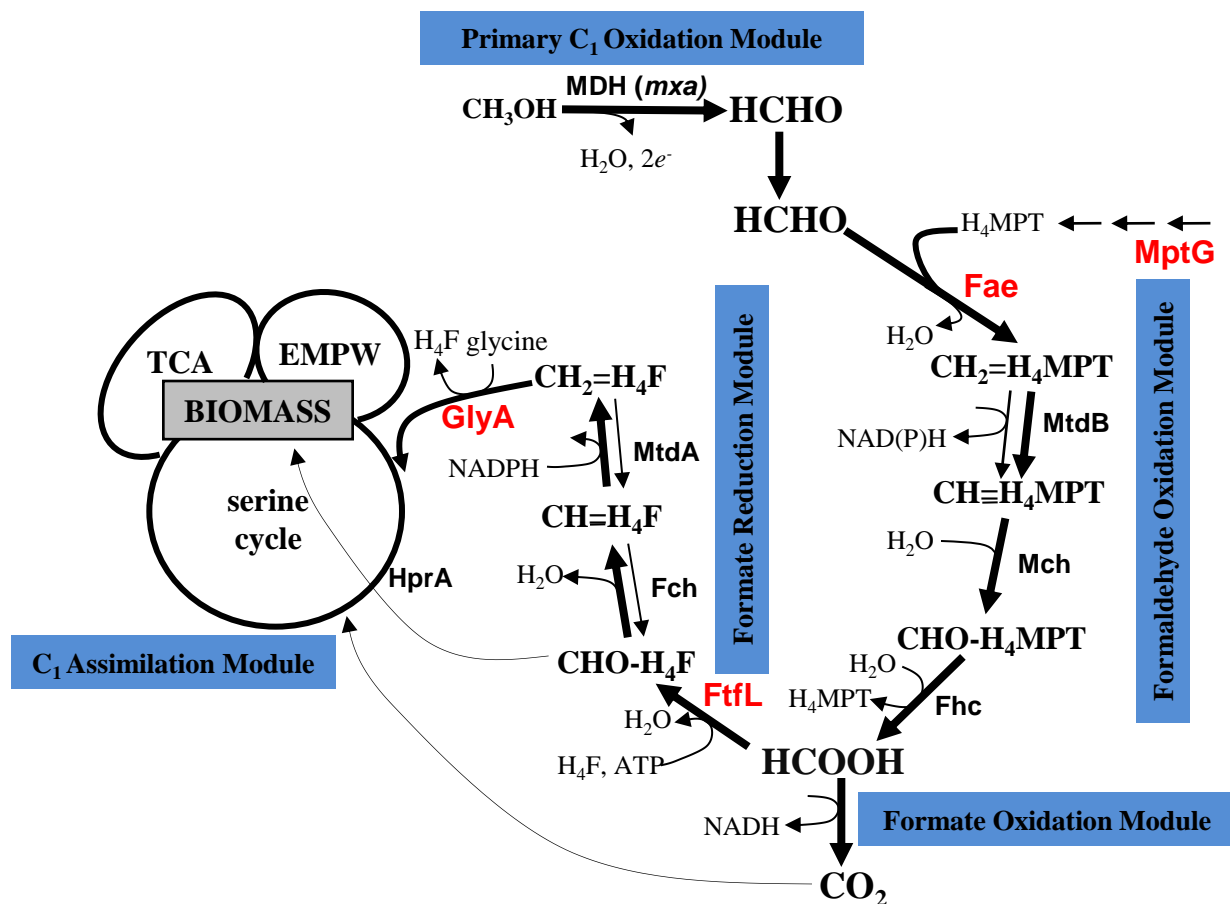 Primary C₁ Oxidation Module
MDH (mxa)
CH₃OH
HCHO
H₂O, 2e⁻
HCHO
H₄MPT
MptG
Fae
H₂O
CH₂=H₄MPT
NAD(P)H
MtdB
CH≡H₄MPT
H₂O
Mch
CHO-H₄MPT
H₂O
H₄MPT
Fhc
HCOOH
Formaldehyde Oxidation Module
Formate Reduction Module
TCA
EMPW
BIOMASS
H₄F glycine
CH₂=H₄F
GlyA
NADPH
MtdA
CH=H₄F
serine
cycle
H₂O
Fch
HprA
CHO-H₄F
C₁ Assimilation Module
FtfL
H₂O
H₄F, ATP
NADH
Formate Oxidation Module
CO₂